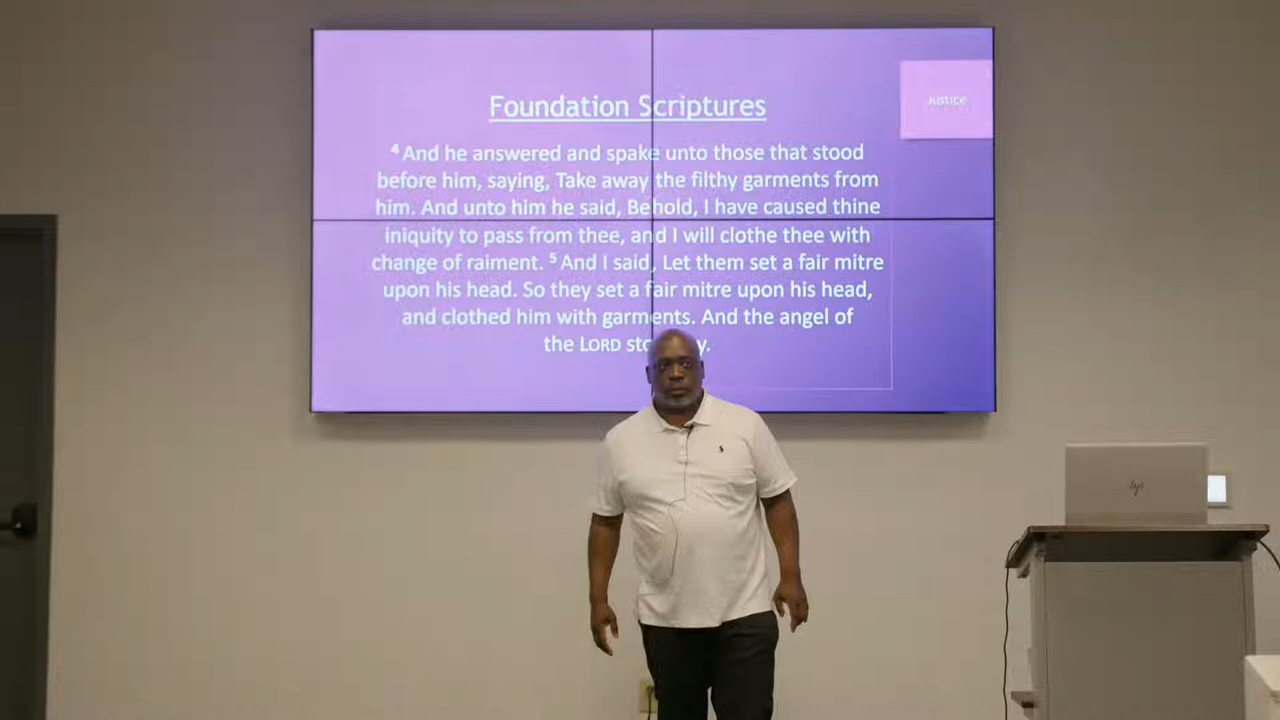 Foundation Scriptures
Justice
⁴ And he answered and spake unto those that stood
before him, saying, Take away the filthy garments from
him. And unto him he said, Behold, I have caused thine
iniquity to pass from thee, and I will clothe thee with
change of raiment. ⁵ And I said, Let them set a fair mitre
upon his head. So they set a fair mitre upon his head,
and clothed him with garments. And the angel of
the LORD
hp